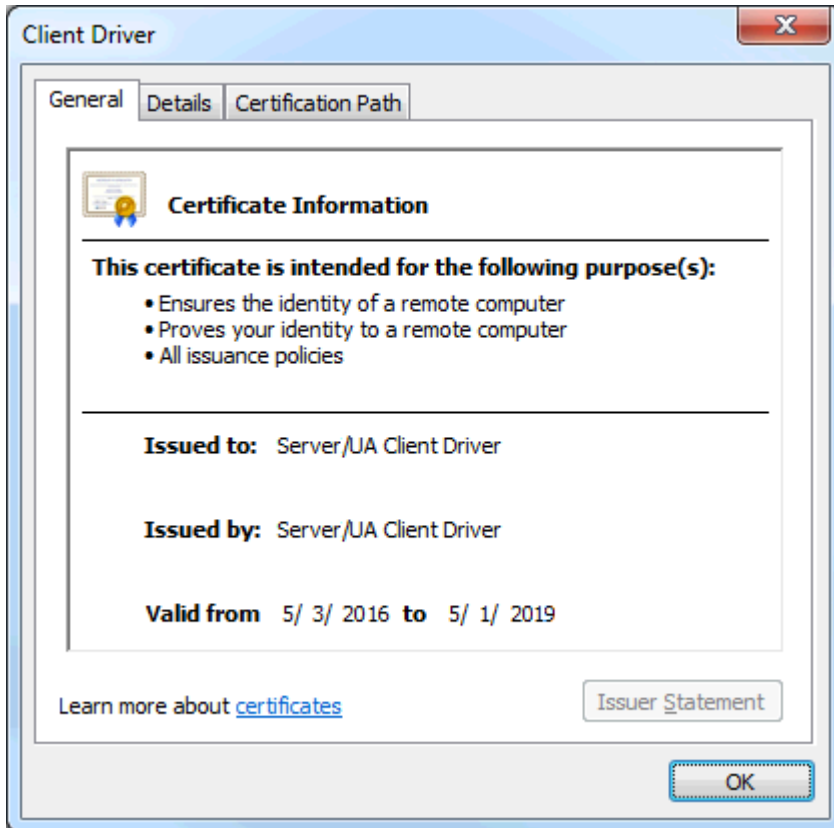 Client Driver
General Details Certification Path
Certificate Information
This certificate is intended for the following purpose(s):
• Ensures the identity of a remote computer
• Proves your identity to a remote computer
• All issuance policies
Issued to: Server/UA Client Driver
Issued by: Server/UA Client Driver
Valid from 5/ 3/ 2016 to 5/ 1/ 2019
Learn more about certificates
Issuer Statement
OK